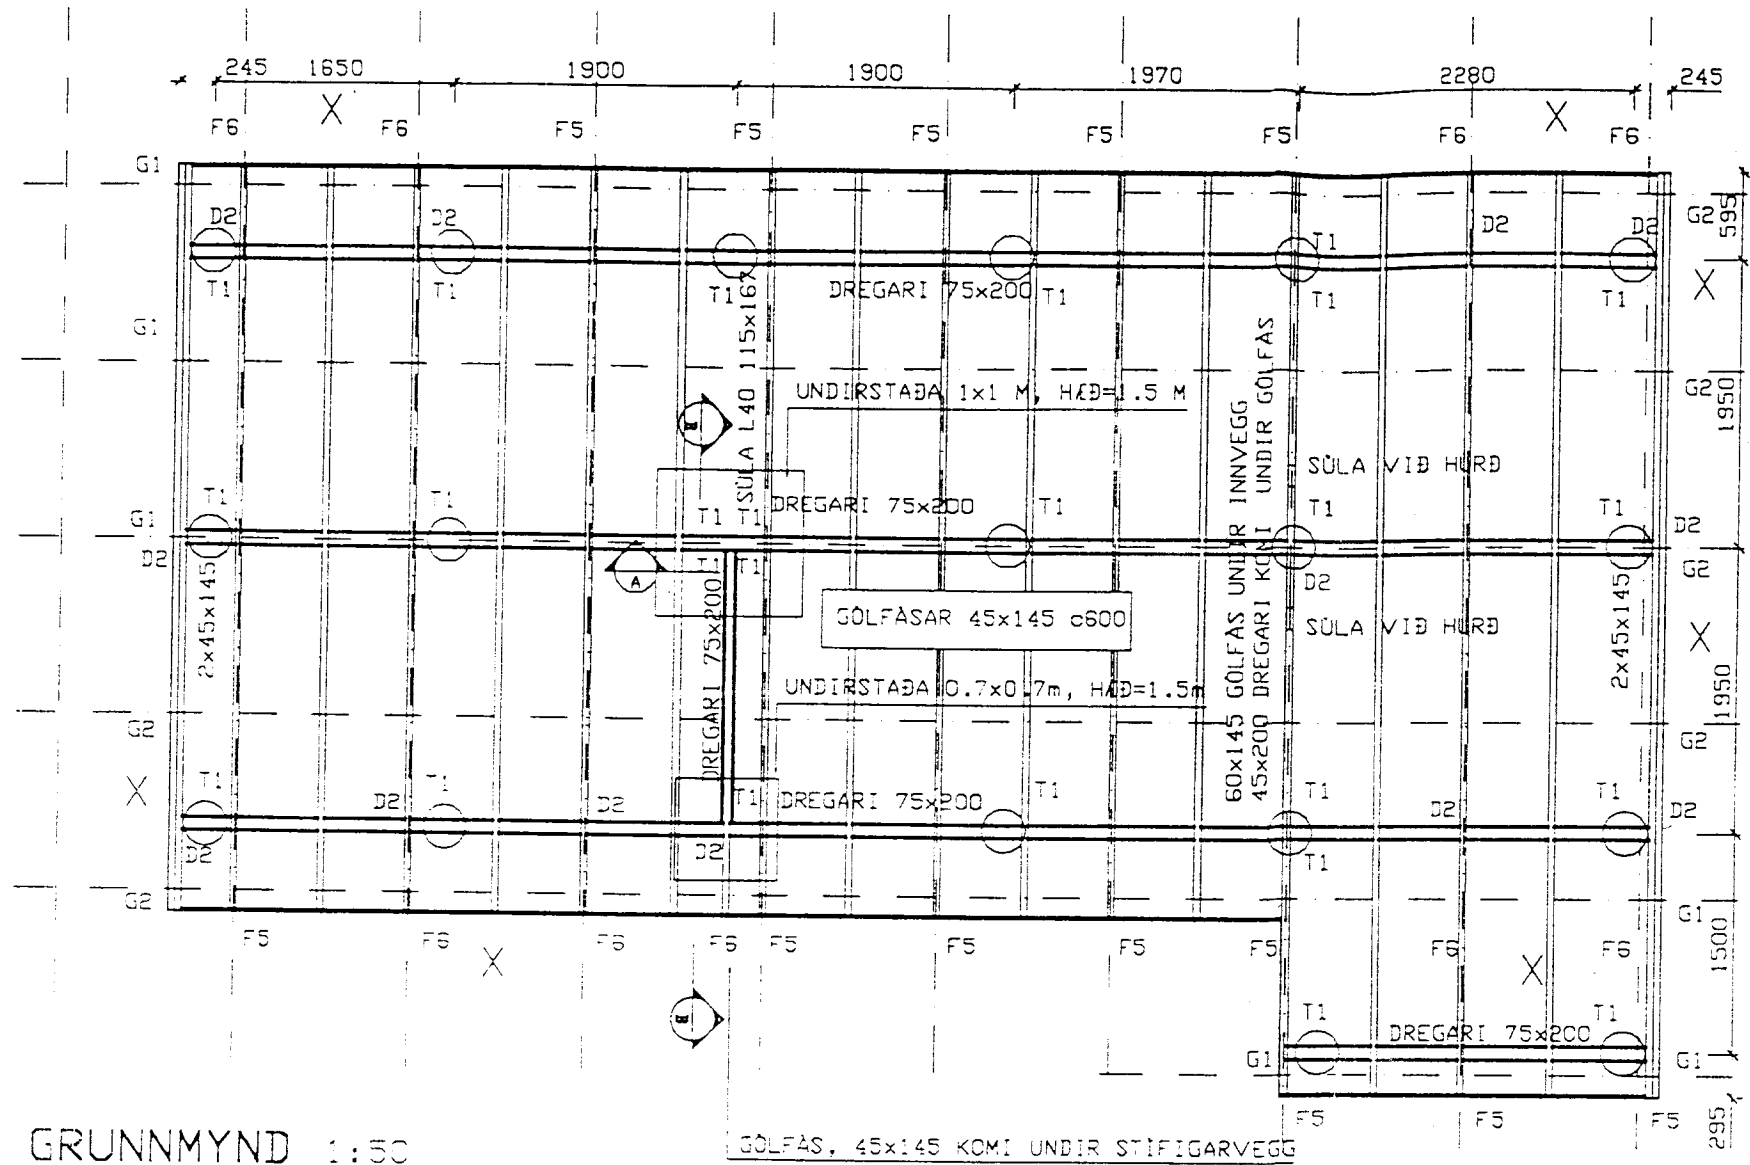 245 1650 1900 1900 1970 2280 245
X X
F6 F6 F5 F5 F5 F5 F5 F6 F6
G1
D2 D2 D2 D2 G2 595
T1
T1 T1 T1 DREGARI 75x200 T1 T1 T1 X
G1
SÚLA L40 115x167
UNDIRSTAÐA 1x1 M, HÆÐ=1.5 M G2
1950
60x145 GÓLFÁS UNDIR INNVEGG
45x200 DREGARI KOMI UNDIR GÓLFÁS
B
SÚLA VIÐ HURÐ
T1 T1 DREGARI 75x200 T1 T1 T1
G1 T1 T1 D2
D2 T1 T1 G2
A D2
2x45x145 DREGARI 75x200 GÓLFÁSAR 45x145 c600 SÚLA VIÐ HURÐ 2x45x145 X
UNDIRSTAÐA 0.7x0.7m, HÆÐ=1.5m
1950
G2 G2
X T1 T1 T1 T1 T1
D2 D2 T1 DREGARI 75x200 D2 D2
D2 D2 T1
G2 G1
F5 F6 F6 F6 F5 F5 F5 F5 F6 F6
1500
X X
B
T1 T1
DREGARI 75x200
G1 G1
F5 F5 F5
295
GRUNNMYND 1:50
GÓLFÁS, 45x145 KOMI UNDIR STÍFIGARVEGG